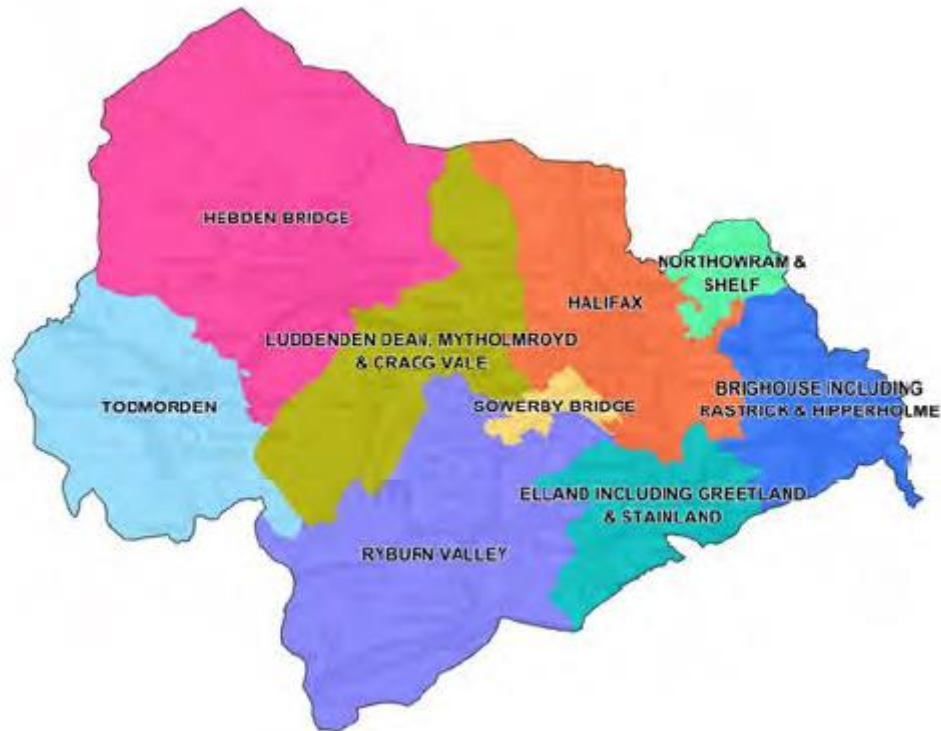 HEBDEN BRIDGE
NORTHOWRAM &
SHELF
HALIFAX
LUDDENDEN DEAN, MYTHOLMROYD
& CRACG VALE
TODMORDEN
SOWERBY BRIDGE
BRIGHOUSE INCLUDING
RASTRICK & HIPPERHOLME
ELLAND INCLUDING GREETLAND
& STAINLAND
RYBURN VALLEY